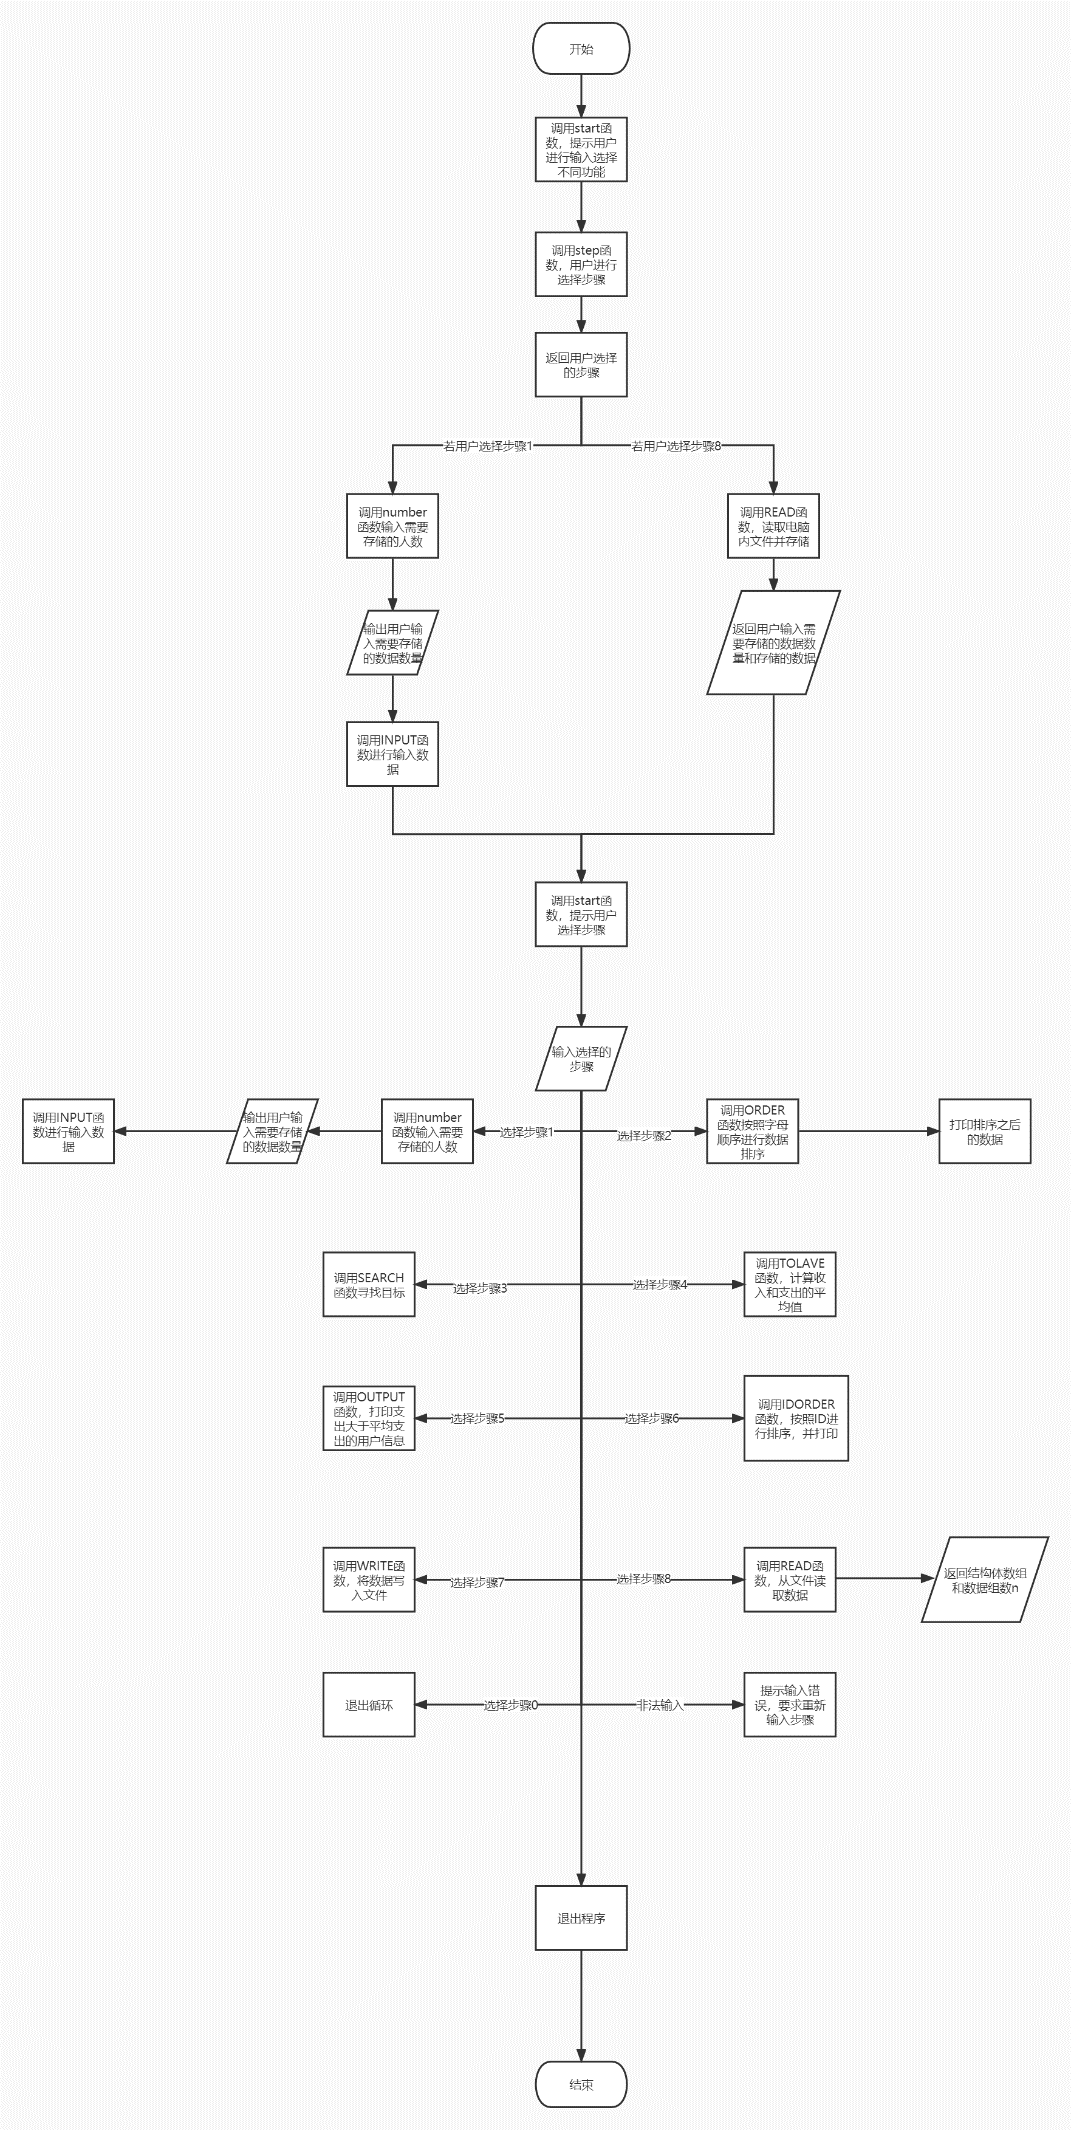 开始
调用start函
数，提示用户
进行输入选择
不同功能
调用step函
数，用户进行
选择步骤
返回用户选择
的步骤
若用户选择步骤1
若用户选择步骤8
调用number
函数输入需要
存储的人数
调用READ函
数，读取电脑
内文件并存储
输出用户输
入需要存储
的数据数量
返回用户输入需
要存储的数据数
量和存储的数据
调用INPUT函
数进行输入数
据
调用start函
数，提示用户
选择步骤
输入选择的
步骤
调用INPUT函
数进行输入数
据
输出用户输
入需要存储
的数据数量
调用number
函数输入需要
存储的人数
选择步骤1
选择步骤2
调用ORDER
函数按照字母
顺序进行数据
排序
打印排序之后
的数据
调用SEARCH
函数寻找目标
选择步骤3
选择步骤4
调用TOLAVE
函数，计算收
入和支出的平
均值
调用OUTPUT
函数，打印支
出大于平均支
出的用户信息
选择步骤5
选择步骤6
调用IDORDER
函数，按照ID进
行排序，并打印
调用WRITE函
数，将数据写
入文件
选择步骤7
选择步骤8
调用READ函
数，从文件读
取数据
返回结构体数组
和数据组数n
退出循环
选择步骤0
非法输入
提示输入错
误，要求重新
输入步骤
退出程序
结束